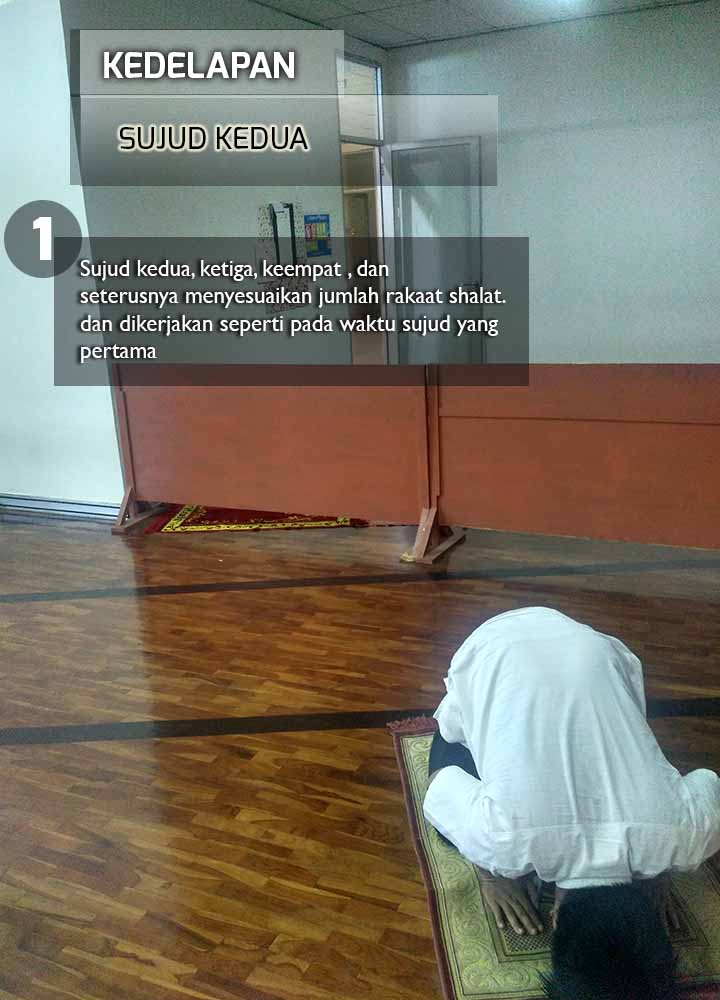 KEDELAPAN
SUJUD KEDUA
1
Sujud kedua, ketiga, keempat , dan
seterusnya menyesuaikan jumlah rakaat shalat.
dan dikerjakan seperti pada waktu sujud yang
pertama